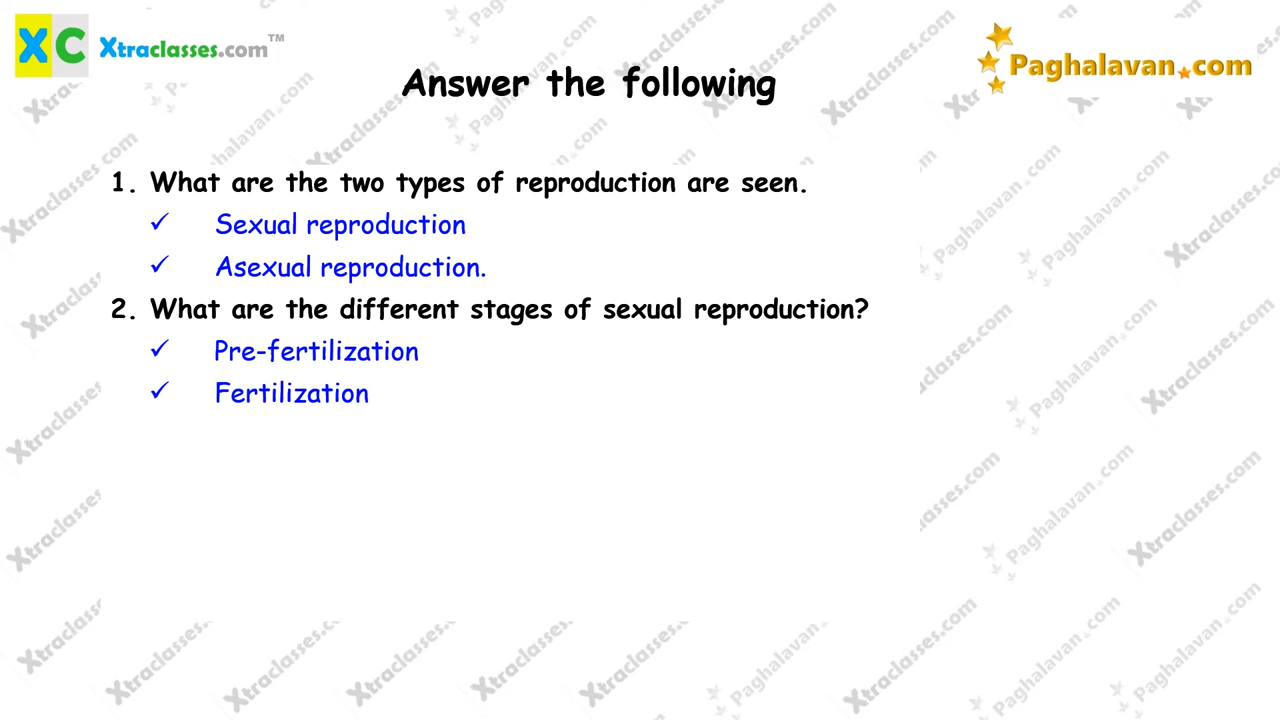 XC Xtraclasses.com™
Paghalavan.com
Answer the following
1. What are the two types of reproduction are seen.
✓ Sexual reproduction
✓ Asexual reproduction.
2. What are the different stages of sexual reproduction?
✓ Pre-fertilization
✓ Fertilization